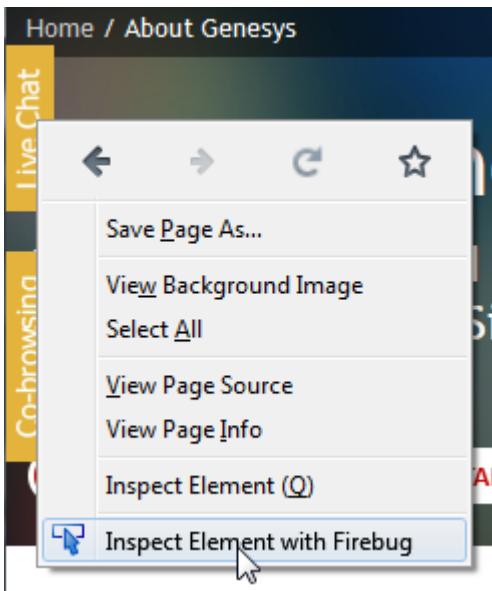 Home / About Genesys
Live Chat
Co-browsing
Save Page As...
View Background Image
Select All
View Page Source
View Page Info
Inspect Element (Q)
Inspect Element with Firebug